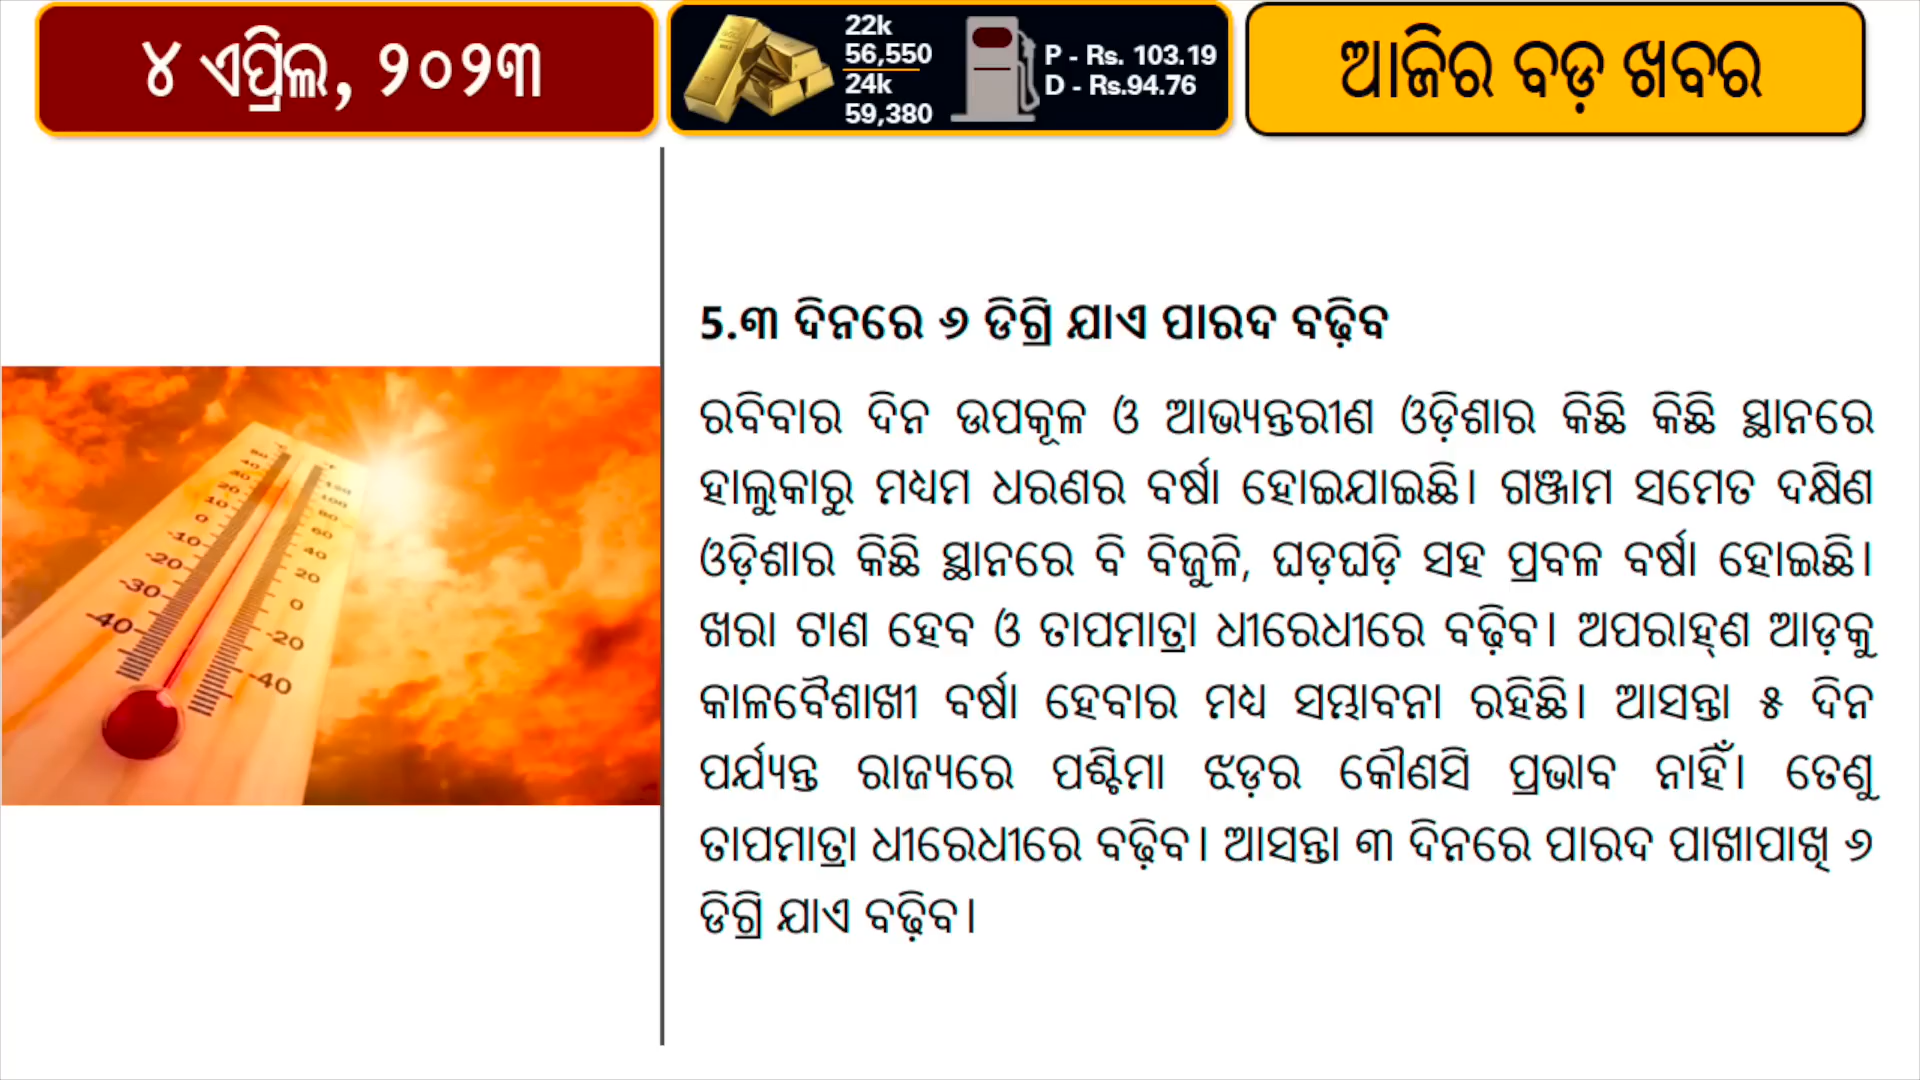 ୪ ଏପ୍ରିଲ, ୨୦୨୩
22k
56,550
24k
59,380
P - Rs. 103.19
D - Rs.94.76
ଆଜିର ବଡ଼ ଖବର
5.୩ ଦିନରେ ୬ ଡିଗ୍ରି ଯାଏ ପାରଦ ବଢ଼ିବ
ରବିବାର ଦିନ ଉପକୂଳ ଓ ଆଭ୍ୟନ୍ତରୀଣ ଓଡ଼ିଶାର କିଛି କିଛି ସ୍ଥାନରେ
ହାଲୁକାରୁ ମଧ୍ୟମ ଧରଣର ବର୍ଷା ହୋଇଯାଇଛି। ଗଞ୍ଜାମ ସମେତ ଦକ୍ଷିଣ
ଓଡ଼ିଶାର କିଛି ସ୍ଥାନରେ ବି ବିଜୁଳି, ଘଡ଼ଘଡ଼ି ସହ ପ୍ରବଳ ବର୍ଷା ହୋଇଛି।
ଖରା ଟାଣ ହେବ ଓ ତାପମାତ୍ରା ଧୀରେଧୀରେ ବଢ଼ିବ। ଅପରାହ୍ଣ ଆଡ଼କୁ
କାଳବୈଶାଖୀ ବର୍ଷା ହେବାର ମଧ୍ୟ ସମ୍ଭାବନା ରହିଛି। ଆସନ୍ତା ୫ ଦିନ
ପର୍ଯ୍ୟନ୍ତ ରାଜ୍ୟରେ ପଶ୍ଚିମା ଝଡ଼ର କୌଣସି ପ୍ରଭାବ ନାହିଁ। ତେଣୁ
ତାପମାତ୍ରା ଧୀରେଧୀରେ ବଢ଼ିବ। ଆସନ୍ତା ୩ ଦିନରେ ପାରଦ ପାଖାପାଖି ୬
ଡିଗ୍ରି ଯାଏ ବଢ଼ିବ।